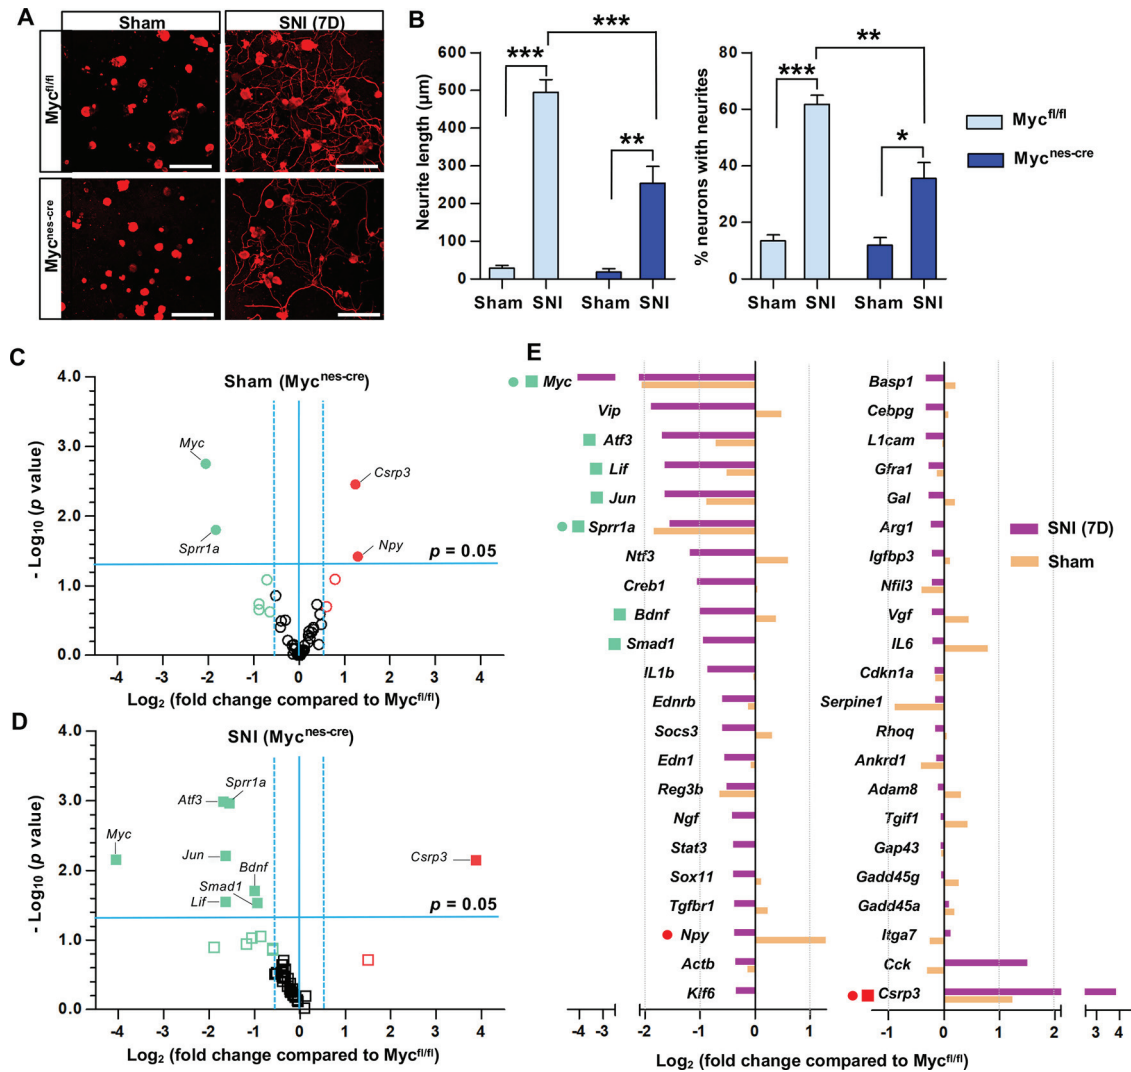 A
Sham
SNI (7D)
Myc^fl/fl
Myc^nes-cre
B
Neurite length (µm)
600
500
400
300
200
100
0
***
***
**
Sham SNI Sham SNI
% neurons with neurites
80
60
40
20
0
**
***
*
Sham SNI Sham SNI
Myc^fl/fl
Myc^nes-cre
C
Sham (Myc^nes-cre)
- Log10 (p value)
4.0
3.0
2.0
1.0
0.0
Myc
Sprr1a
Csrp3
Npy
p = 0.05
-4 -3 -2 -1 0 1 2 3 4
Log2 (fold change compared to Myc^fl/fl)
D
SNI (Myc^nes-cre)
- Log10 (p value)
4.0
3.0
2.0
1.0
0.0
Atf3
Sprr1a
Myc
Jun
Bdnf
Smad1
Lif
Csrp3
p = 0.05
-4 -3 -2 -1 0 1 2 3 4
Log2 (fold change compared to Myc^fl/fl)
E
Myc
Vip
Atf3
Lif
Jun
Sprr1a
Ntf3
Creb1
Bdnf
Smad1
IL1b
Ednrb
Socs3
Edn1
Reg3b
Ngf
Stat3
Sox11
Tgfbr1
Npy
Actb
Kif6
-4 -3 -2 -1 0 1
Basp1
Cebpg
L1cam
Gfra1
Gal
Arg1
Igfbp3
Nfil3
Vgf
IL6
Cdkn1a
Serpine1
Rhoq
Ankrd1
Adam8
Tgif1
Gap43
Gadd45g
Gadd45a
Itga7
Cck
Csrp3
-1 0 1 2 3 4
SNI (7D)
Sham
Log2 (fold change compared to Myc^fl/fl)